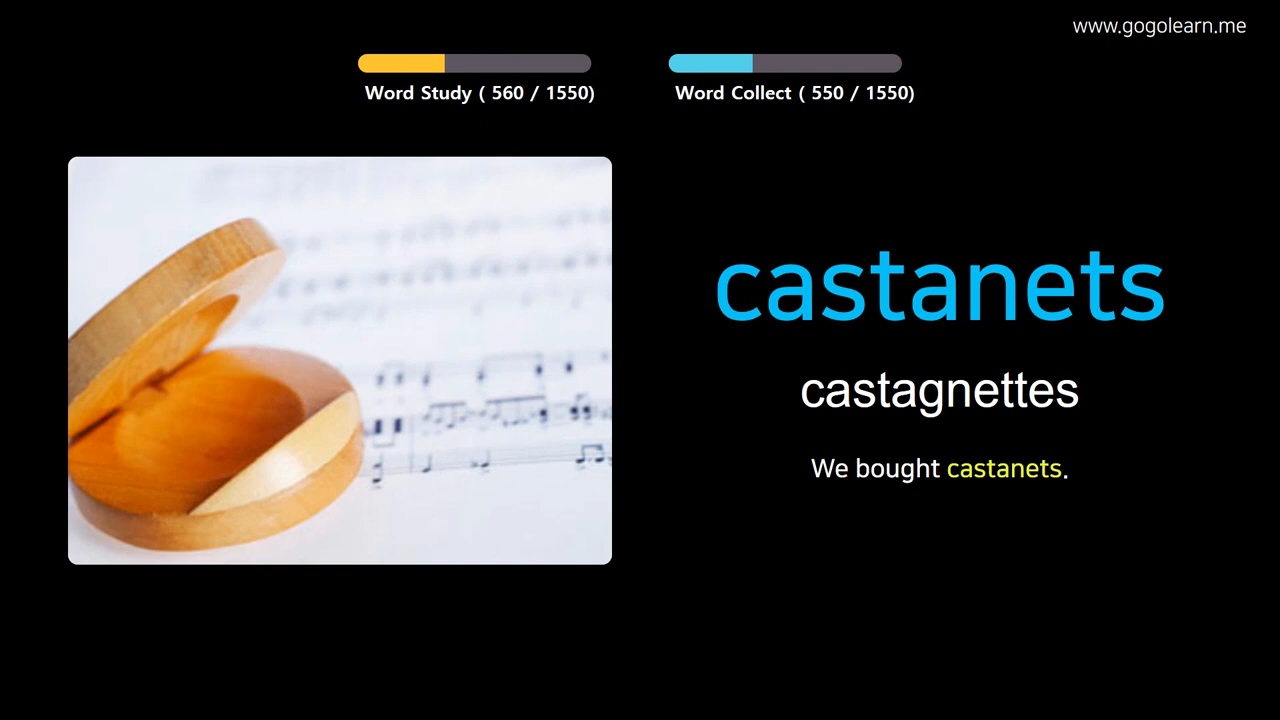 www.gogolearn.me
Word Study ( 560 / 1550)
Word Collect ( 550 / 1550)
castanets
castagnettes
We bought castanets.